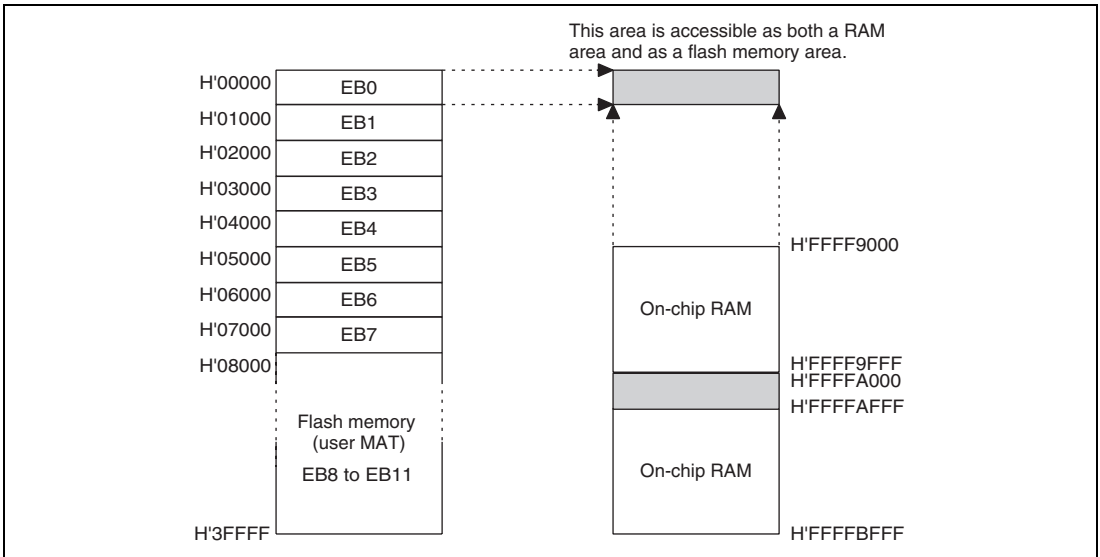 This area is accessible as both a RAM
area and as a flash memory area.
H'00000
EB0
H'01000
EB1
H'02000
EB2
H'03000
EB3
H'04000
EB4
H'05000
EB5
H'06000
EB6
H'07000
EB7
H'08000
Flash memory
(user MAT)
EB8 to EB11
H'3FFFF
H'FFFF9000
On-chip RAM
H'FFFF9FFF
H'FFFFA000
H'FFFFAFFF
On-chip RAM
H'FFFFBFFF